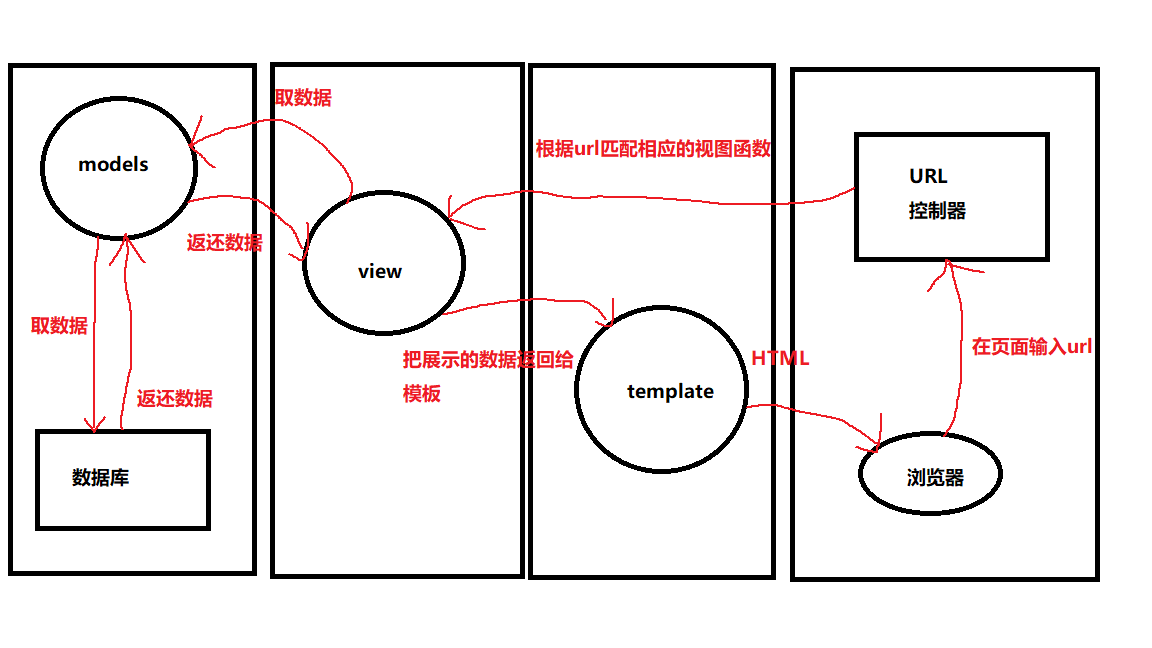 取数据
models
根据url匹配相应的视图函数
URL
控制器
返还数据
view
取数据
在页面输入url
把展示的数据返回给
模板
HTML
template
返还数据
数据库
浏览器